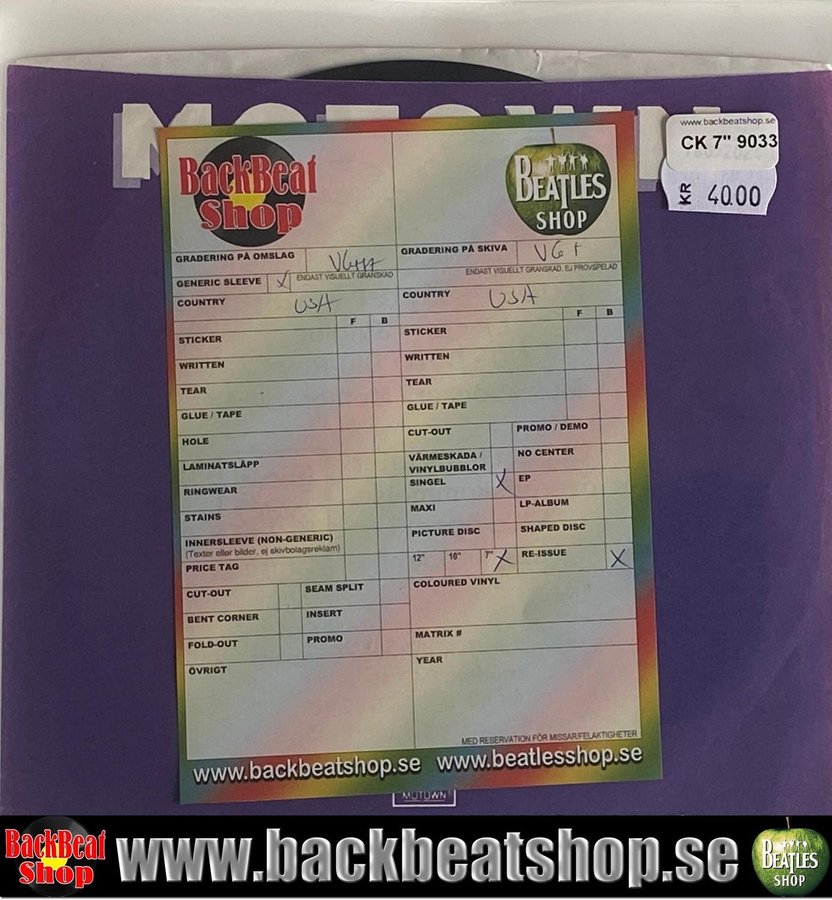 MOTOWN
www.backbeatshop.se
CK 7" 9033
KR 40.00
BackBeat
Shop
BEATLES
SHOP
GRADERING PÅ OMSLAG
ENDAST VISUELLT GRANSKAD
GENERIC SLEEVE X
COUNTRY USA
F B
STICKER
WRITTEN
TEAR
GLUE / TAPE
HOLE
LAMINATSLÄPP
RINGWEAR
STAINS
INNERSLEEVE (NON-GENERIC)
(Texter eller bilder, ej skivbolagsreklam)
PRICE TAG
CUT-OUT SEAM SPLIT
BENT CORNER INSERT
FOLD-OUT PROMO
ÖVRIGT
GRADERING PÅ SKIVA VG+
ENDAST VISUELLT GRANSKAD, EJ PROVSPELAD
COUNTRY USA
F B
STICKER
WRITTEN
TEAR
GLUE / TAPE
CUT-OUT PROMO / DEMO
VÄRMESKADA / NO CENTER
VINYLBUBBLOR
SINGEL X EP
MAXI LP-ALBUM
PICTURE DISC SHAPED DISC
12" 10" 7" X RE-ISSUE X
COLOURED VINYL
MATRIX #
YEAR
MED RESERVATION FÖR MISSAR/FELAKTIGHETER
www.backbeatshop.se www.beatlesshop.se
MOTOWN
BackBeat
Shop
www.backbeatshop.se
BEATLES
SHOP